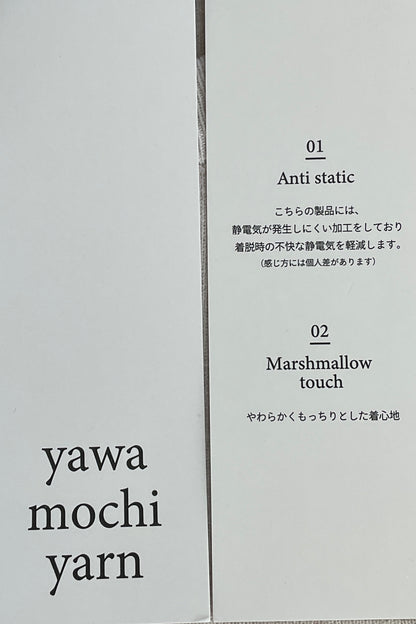 yawa
mochi
yarn
01
Anti static
こちらの製品には、
静電気が発生しにくい加工をしており
着脱時の不快な静電気を軽減します。
（感じ方には個人差があります）
02
Marshmallow
touch
やわらかくもっちりとした着心地